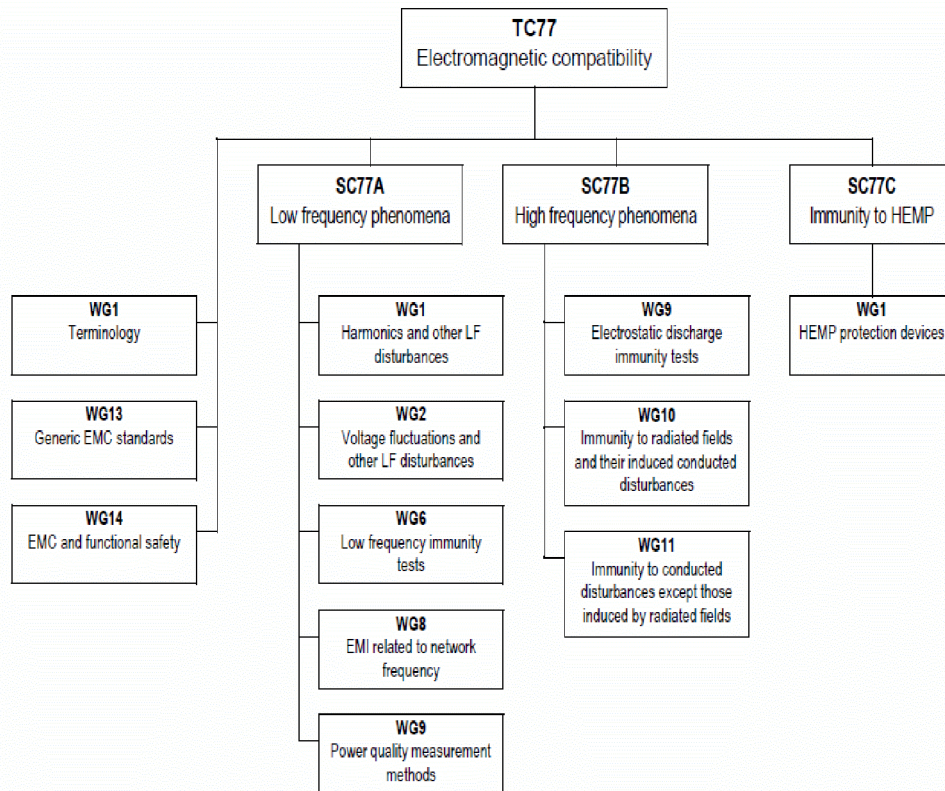 TC77
Electromagnetic compatibility
SC77A
Low frequency phenomena
SC77B
High frequency phenomena
SC77C
Immunity to HEMP
WG1
Terminology
WG13
Generic EMC standards
WG14
EMC and functional safety
WG1
Harmonics and other LF
disturbances
WG2
Voltage fluctuations and
other LF disturbances
WG6
Low frequency immunity
tests
WG8
EMI related to network
frequency
WG9
Power quality measurement
methods
WG9
Electrostatic discharge
immunity tests
WG10
Immunity to radiated fields
and their induced conducted
disturbances
WG11
Immunity to conducted
disturbances except those
induced by radiated fields
WG1
HEMP protection devices